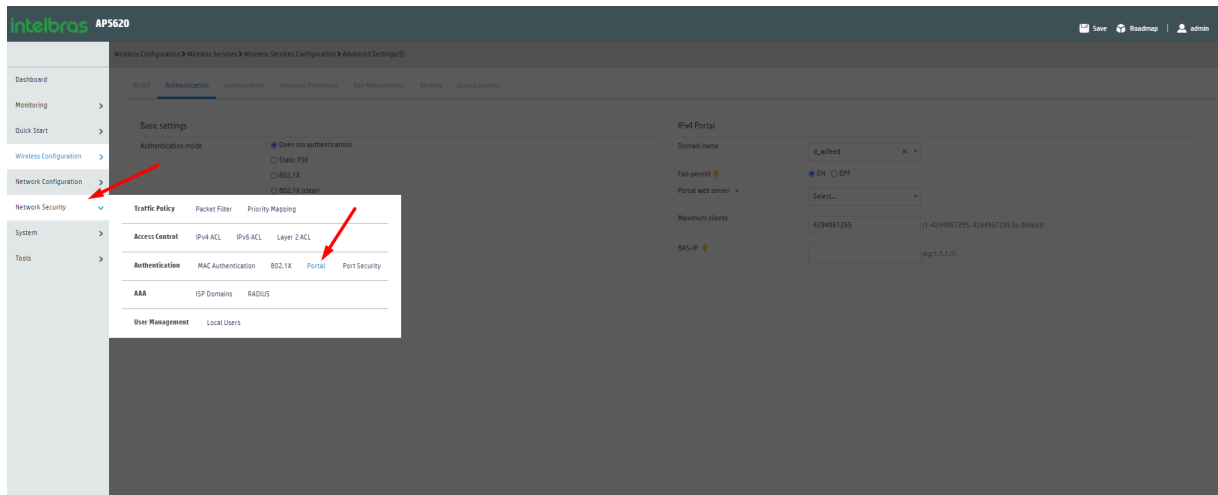 intelbras AP5620
Save Roadmap | admin
Wireless Configuration > Wireless Services > Wireless Services Configuration > Advanced Settings(5)
Dashboard
Monitoring
Quick Start
Wireless Configuration
Network Configuration
Network Security
System
Tools
WLAN Authentication Authentication Intrusion Protection Key Management Binding Access control
Basic settings
Authentication mode
Open (no authentication)
Static PSK
802.1X
802.1X (clear)
IPv4 Portal
Domain name d_wifeed
Fail-permit ON OFF
Portal web server * Select...
Maximum clients 4294967295 (1-4294967295, 4294967295 by default)
BAS-IP (eg:1.1.1.1)
Traffic Policy Packet Filter Priority Mapping
Access Control IPv4 ACL IPv6 ACL Layer 2 ACL
Authentication MAC Authentication 802.1X Portal Port Security
AAA ISP Domains RADIUS
User Management Local Users